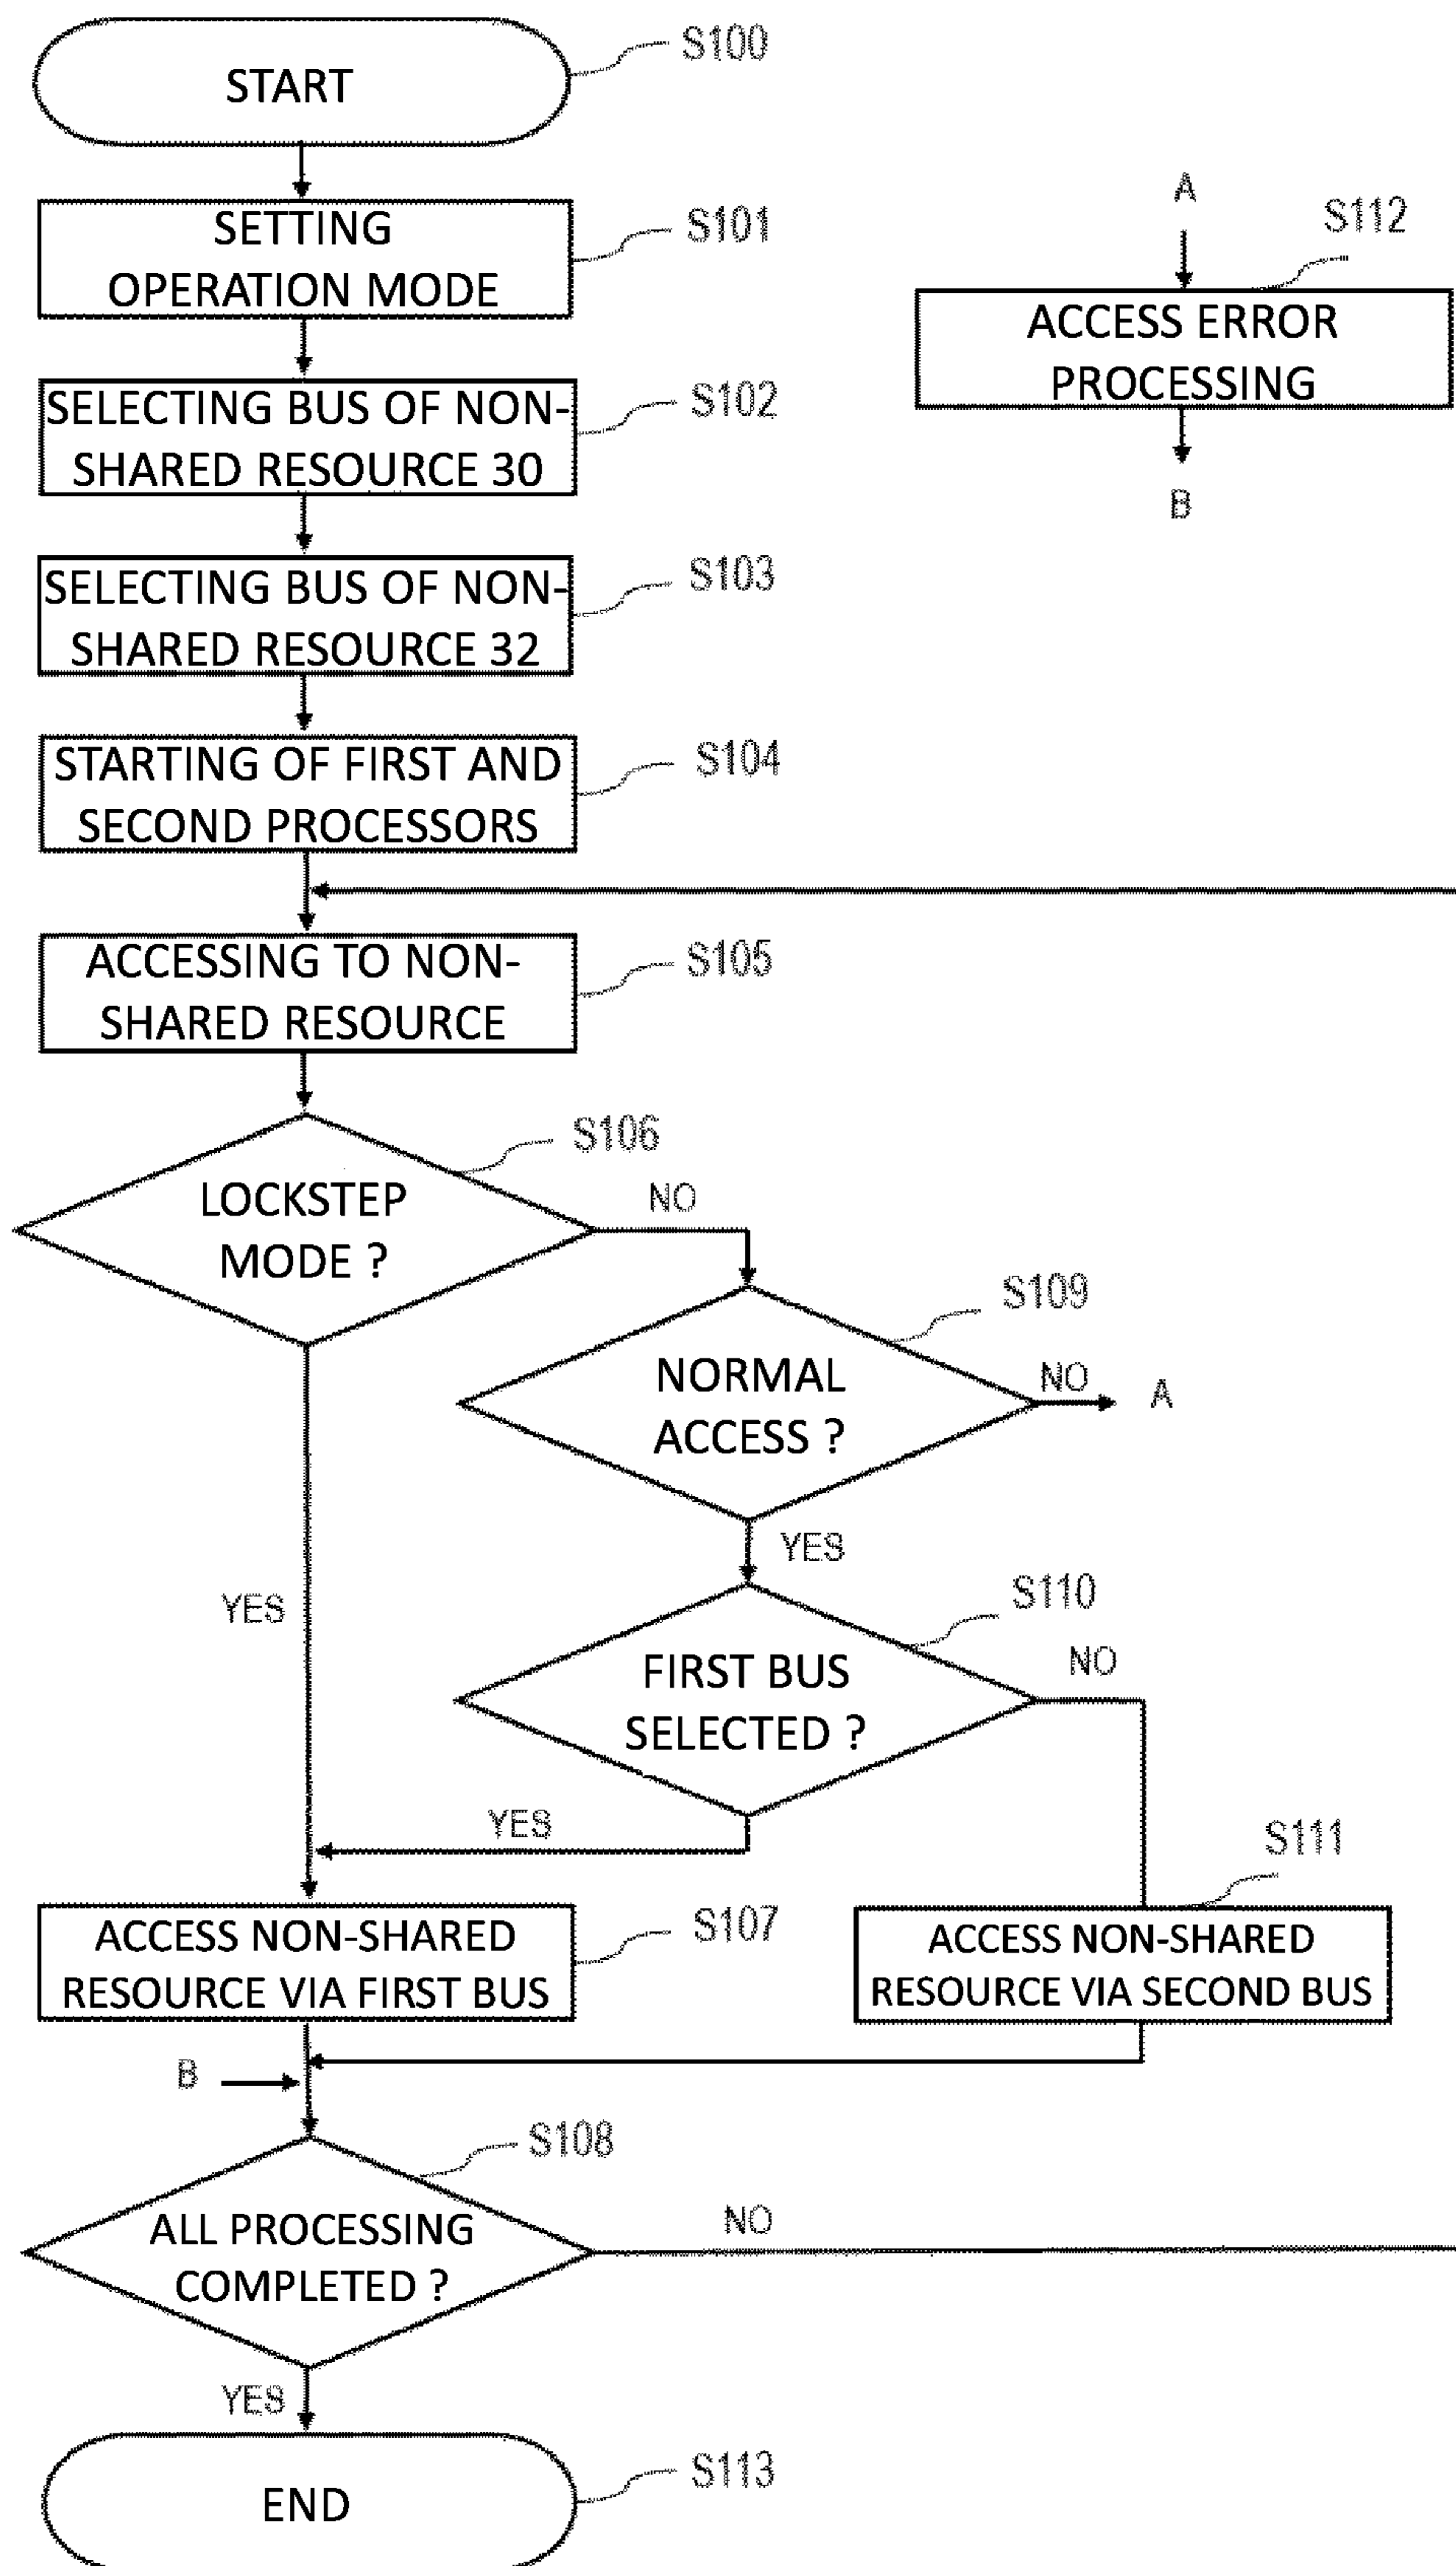 START
S100
SETTING
OPERATION MODE
S101
A
S112
ACCESS ERROR
PROCESSING
B
SELECTING BUS OF NON-
SHARED RESOURCE 30
S102
SELECTING BUS OF NON-
SHARED RESOURCE 32
S103
STARTING OF FIRST AND
SECOND PROCESSORS
S104
ACCESSING TO NON-
SHARED RESOURCE
S105
LOCKSTEP
MODE ?
S106
NO
NORMAL
ACCESS ?
S109
NO
A
YES
YES
FIRST BUS
SELECTED ?
S110
NO
YES
ACCESS NON-SHARED
RESOURCE VIA FIRST BUS
S107
ACCESS NON-SHARED
RESOURCE VIA SECOND BUS
S111
B
ALL PROCESSING
COMPLETED ?
S108
NO
YES
END
S113